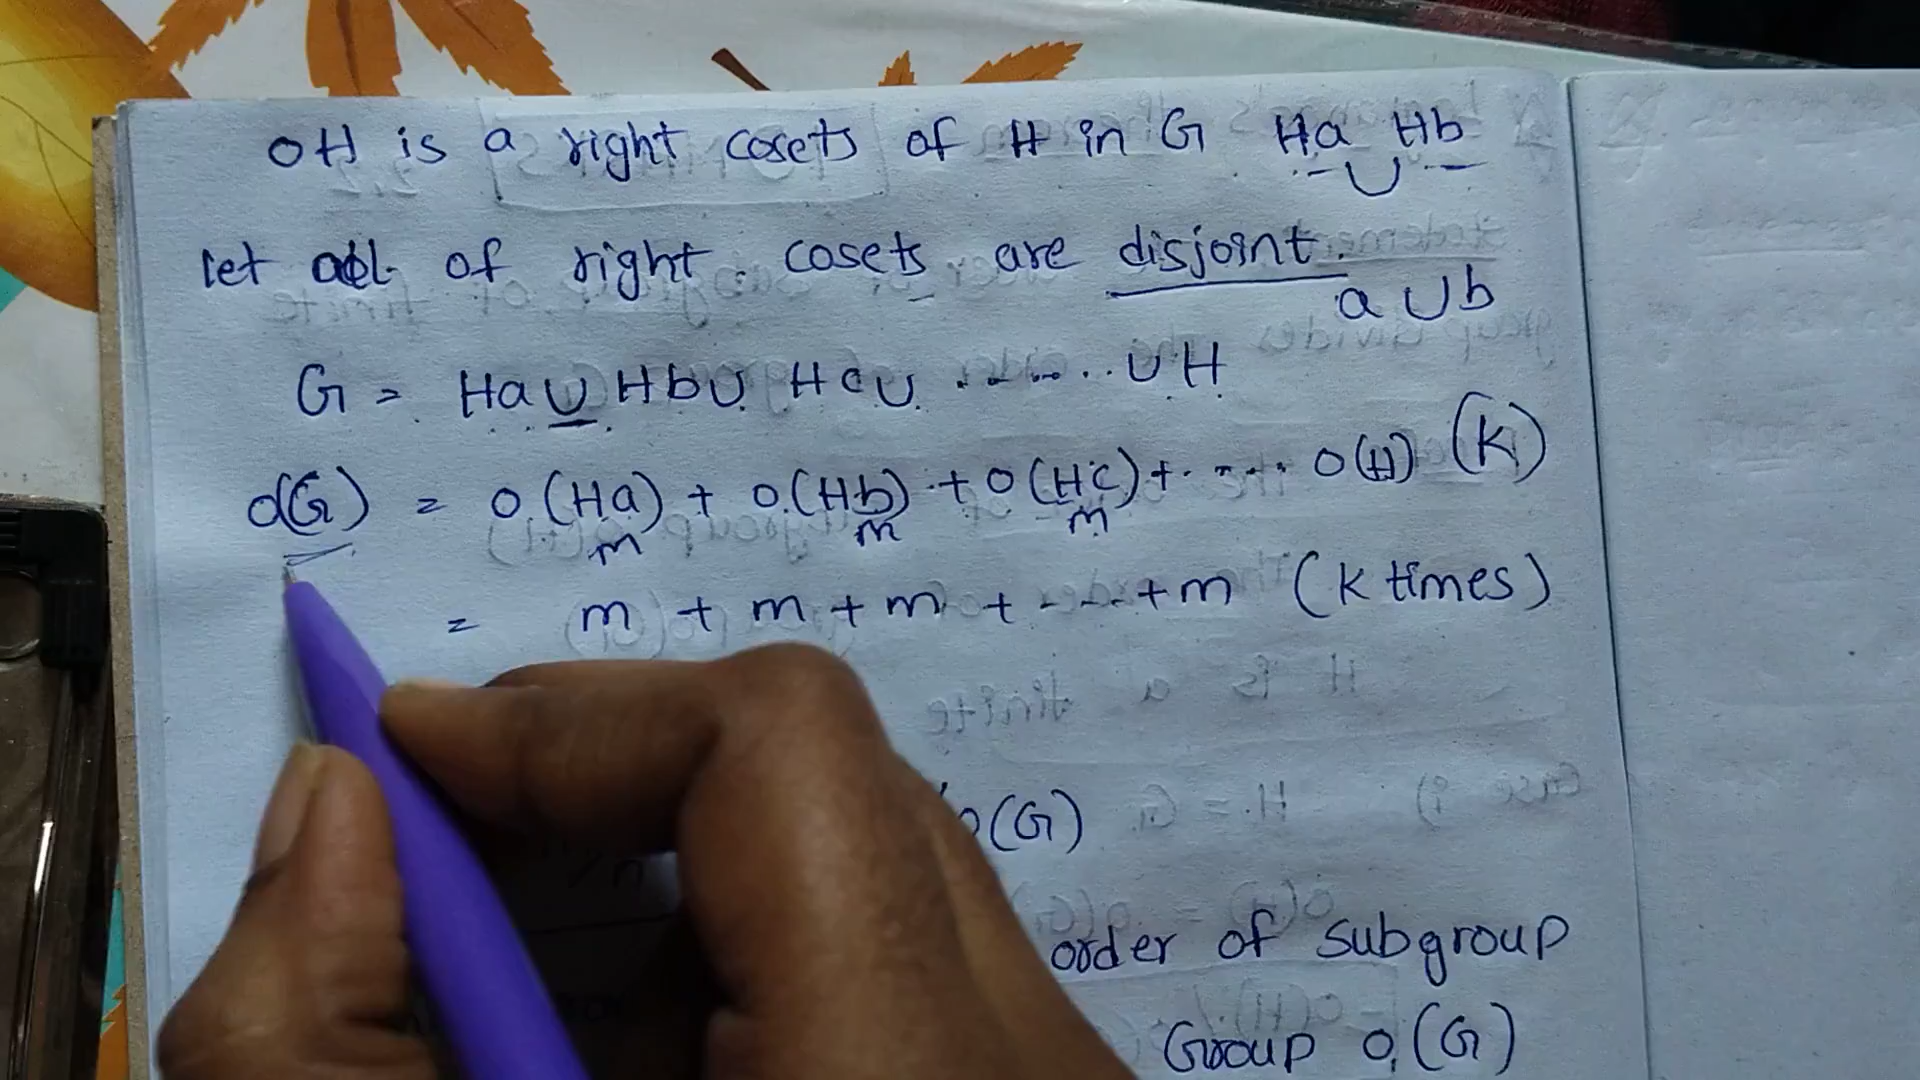 OH is a right cosets of H in G Ha Hb
∪
let all of right cosets are disjoint.
a ∪ b
G = Ha ∪ Hb ∪ Hc ∪ ........ ∪ H
o(G) = o(Ha) + o(Hb) + o(Hc) + ..... o(H) (K)
m m m
= m + m + m + .... + m (K times)
o(G)
order of subgroup
Group o(G)